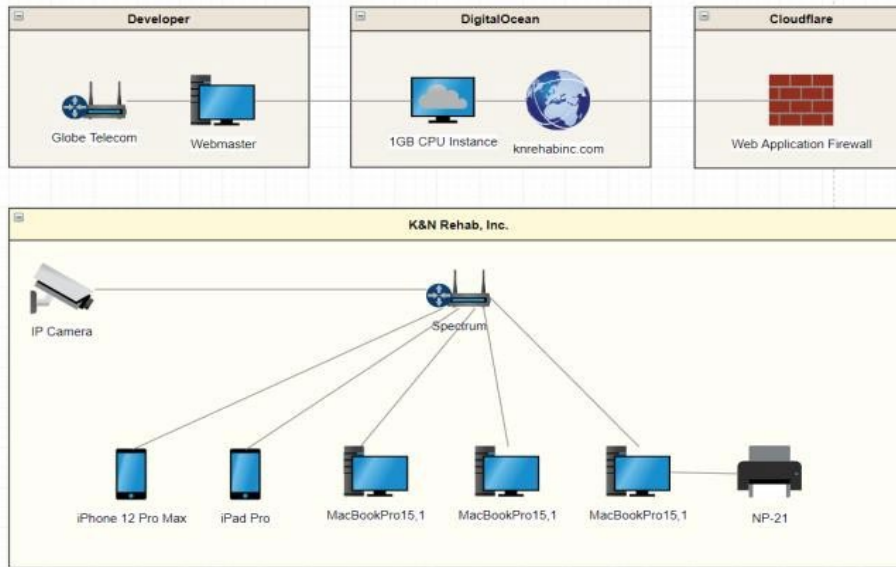 Developer
DigitalOcean
Cloudflare
Globe Telecom
Webmaster
1GB CPU Instance
knrehabinc.com
Web Application Firewall
K&N Rehab, Inc.
IP Camera
Spectrum
iPhone 12 Pro Max
iPad Pro
MacBookPro15,1
MacBookPro15,1
MacBookPro15,1
NP-21